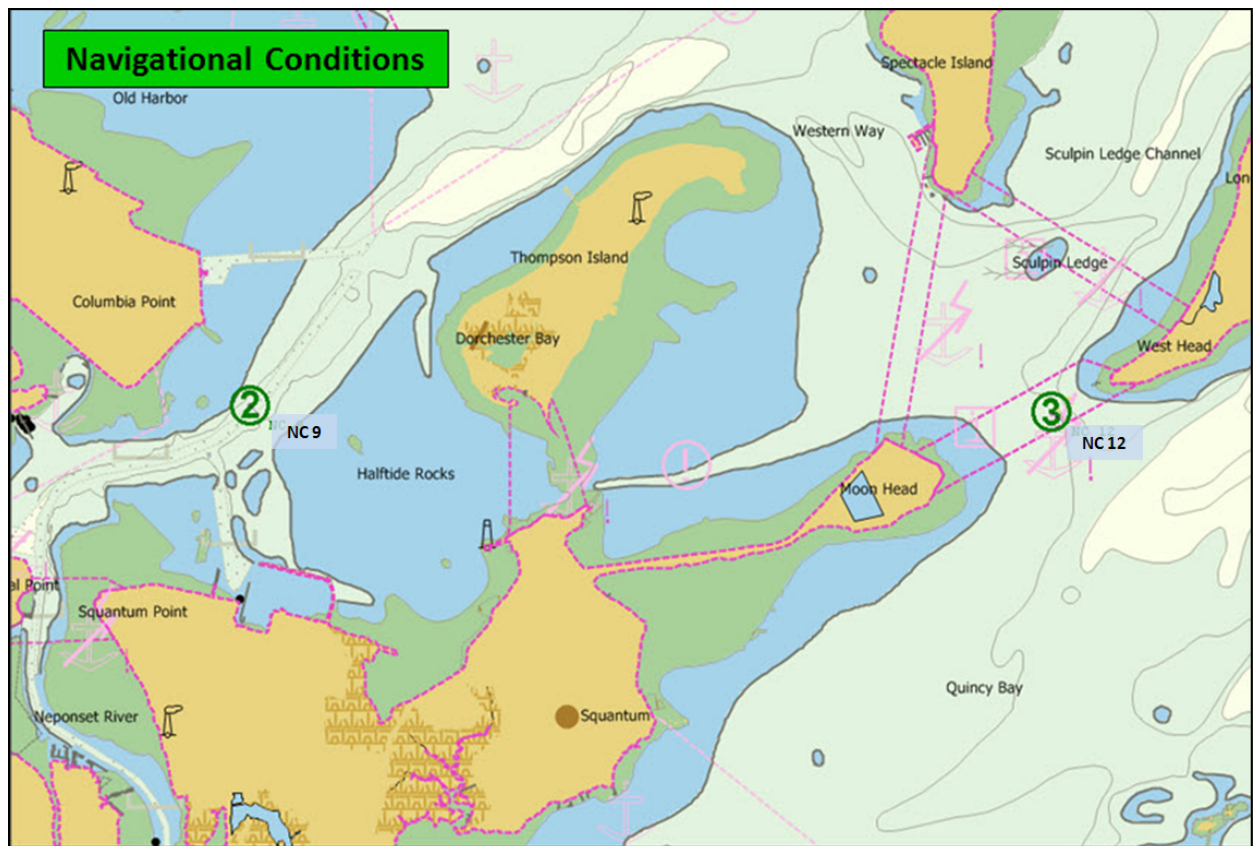 Navigational Conditions
Old Harbor
Spectacle Island
Western Way
Sculpin Ledge Channel
Lon
Thompson Island
Sculpin Ledge
Columbia Point
Dorchester Bay
West Head
2
NC 9
3
NC 12
Halftide Rocks
Moon Head
al Point
Squantum Point
Quincy Bay
Neponset River
Squantum